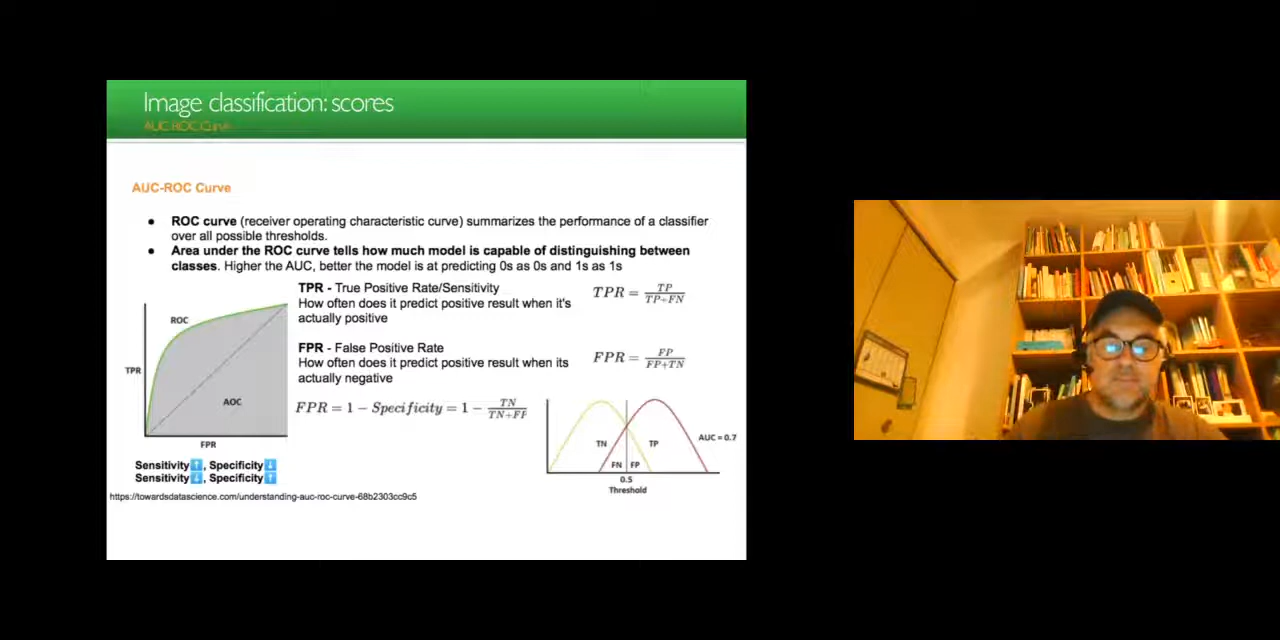 Image classification: scores
AUC ROC Curve
AUC-ROC Curve
● ROC curve (receiver operating characteristic curve) summarizes the performance of a classifier
over all possible thresholds.
● Area under the ROC curve tells how much model is capable of distinguishing between
classes. Higher the AUC, better the model is at predicting 0s as 0s and 1s as 1s
TPR - True Positive Rate/Sensitivity
How often does it predict positive result when it's
actually positive
TPR = TP / TP+FN
FPR - False Positive Rate
How often does it predict positive result when its
actually negative
FPR = FP / FP+TN
FPR = 1 − Specificity = 1 − TN / TN+FP
ROC
TPR
AOC
FPR
TN
TP
AUC = 0.7
FN
FP
0.5
Threshold
Sensitivity⬆️, Specificity⬇️
Sensitivity⬇️, Specificity⬆️
https://towardsdatascience.com/understanding-auc-roc-curve-68b2303cc9c5